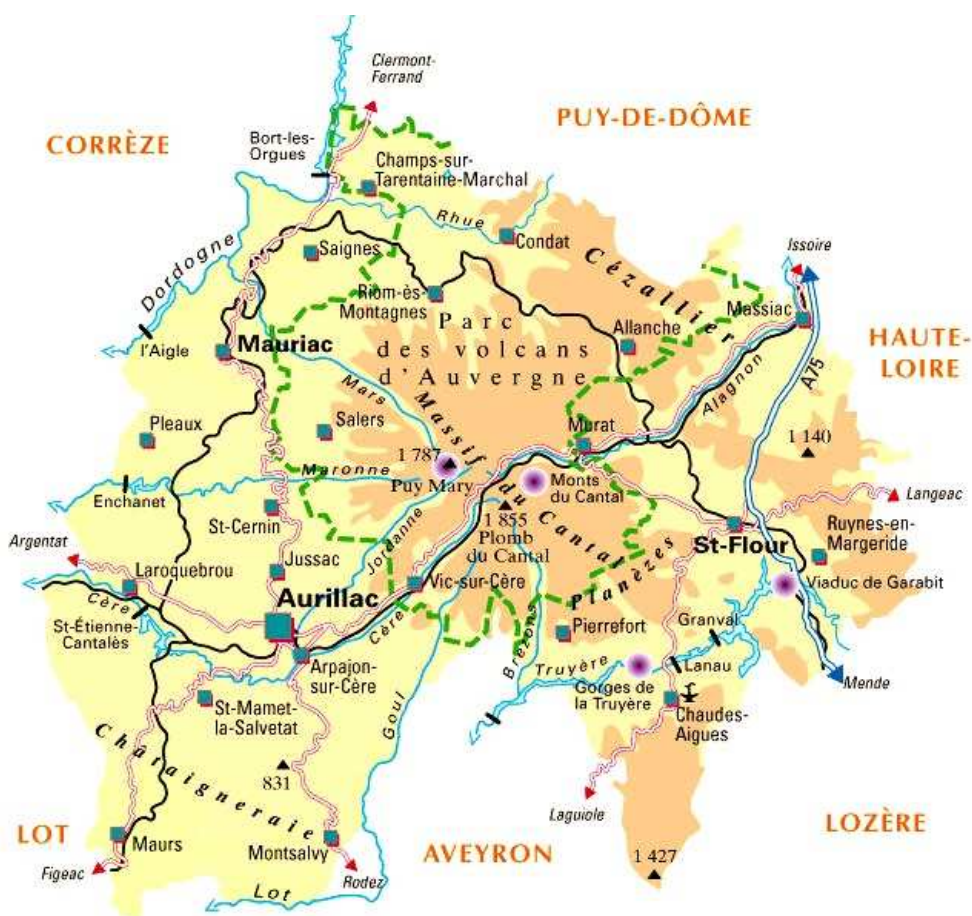 Clermont-
Ferrand
PUY-DE-DÔME
CORRÈZE
Bort-les-
Orgues
Champs-sur-
Tarentaine-Marchal
Rhue
Condat
Saignes
Dordogne
Cézallier
Issoire
Riom-ès-
Montagnes
Massiac
l'Aigle
Mauriac
Parc
des volcans
d'Auvergne
Allanche
HAUTE-
LOIRE
A75
Alagnon
Mars
Massif
du Cantal
Pleaux
Salers
Murat
1 140
1 787
Puy Mary
Maronne
Monts
du Cantal
Enchanet
Langeac
St-Cernin
1 855
Plomb
du Cantal
Jordanne
St-Flour
Ruynes-en-
Margeride
Argentat
Jussac
Laroquebrou
Vic-sur-Cère
Planèzes
Viaduc de Garabit
Aurillac
Cère
Cère
St-Étienne-
Cantalès
Brezons
Pierrefort
Granval
Arpajon-
sur-Cère
Truyère
Lanau
Mende
Gorges de
la Truyère
St-Mamet-
la-Salvetat
Goul
Chaudes-
Aigues
Châtaigneraie
831
Laguiole
LOT
Maurs
Montsalvy
AVEYRON
LOZÈRE
1 427
Figeac
Rodez
Lot